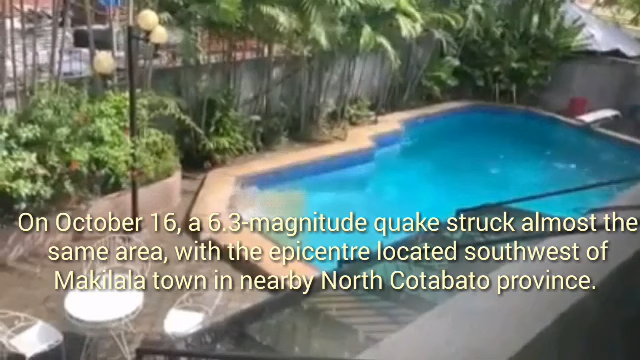 On October 16, a 6.3-magnitude quake struck almost the
same area, with the epicentre located southwest of
Makilala town in nearby North Cotabato province.